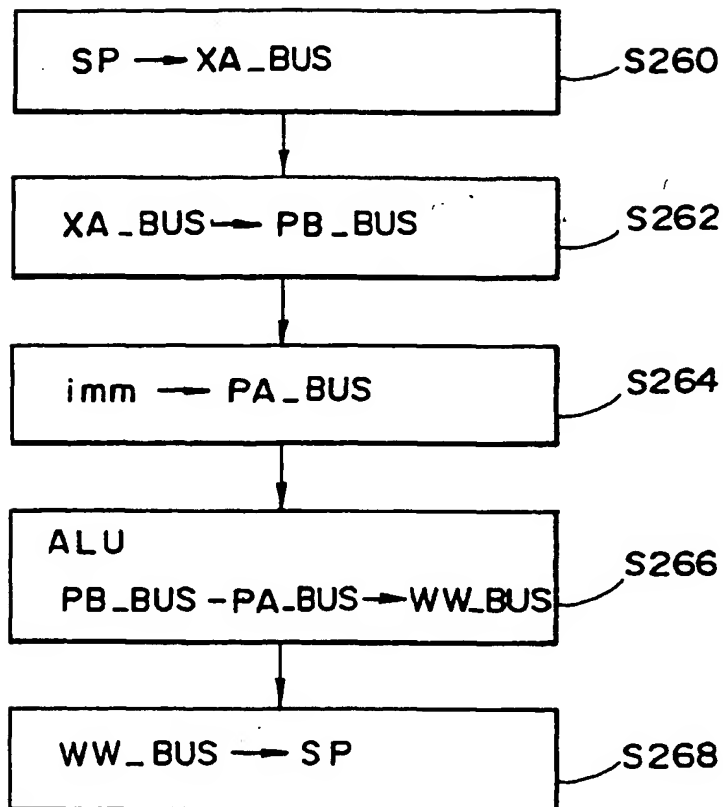 SP → XA_BUS
S260
XA_BUS → PB_BUS
S262
imm → PA_BUS
S264
ALU
PB_BUS – PA_BUS → WW_BUS
S266
WW_BUS → SP
S268